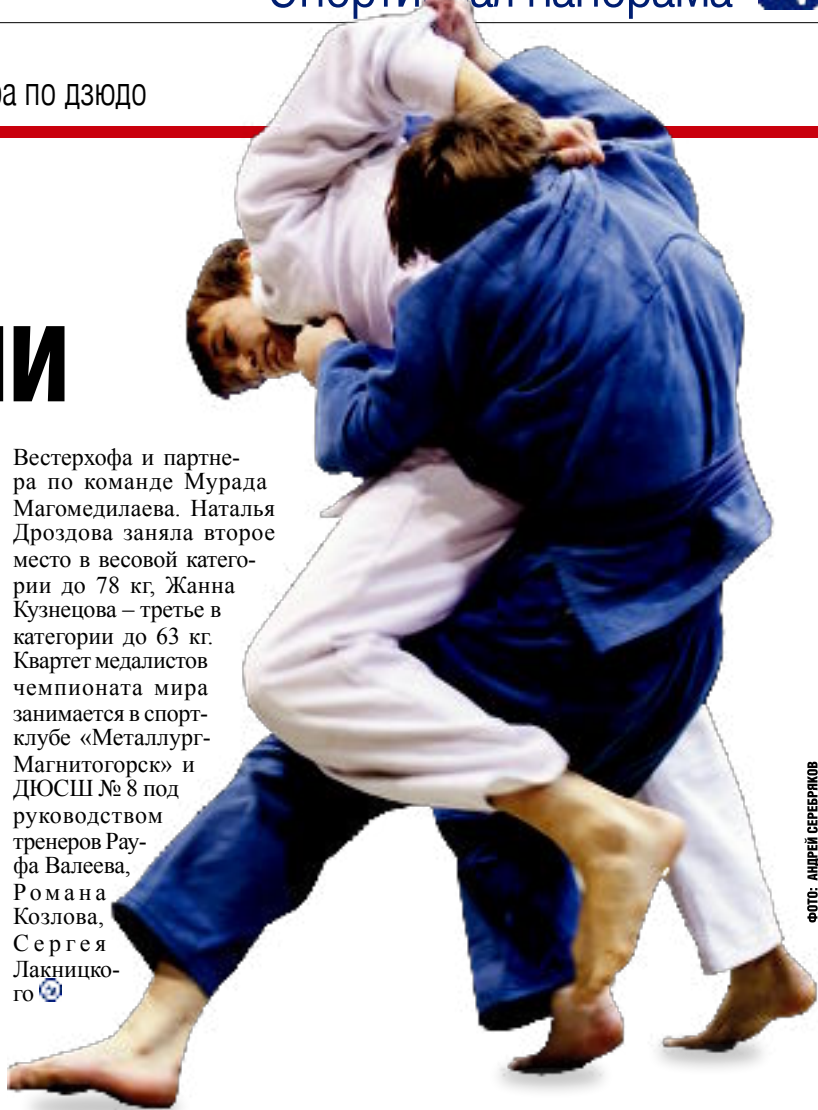 Спортивная панорама
по дзюдо
Вестерхофа и партне-
ра по команде Мурада
Магомедилаева. Наталья
Дроздова заняла второе
место в весовой катего-
рии до 78 кг, Жанна
Кузнецова – третье в
категории до 63 кг.
Квартет медалистов
чемпионата мира
занимается в спорт-
клубе «Металлург-
Магнитогорск» и
ДЮСШ № 8 под
руководством
тренеров Рау-
фа Валеева,
Романа
Козлова,
Сергея
Лакницко-
го
ФОТО: АНДРЕЙ СЕРЕБРЯКОВ